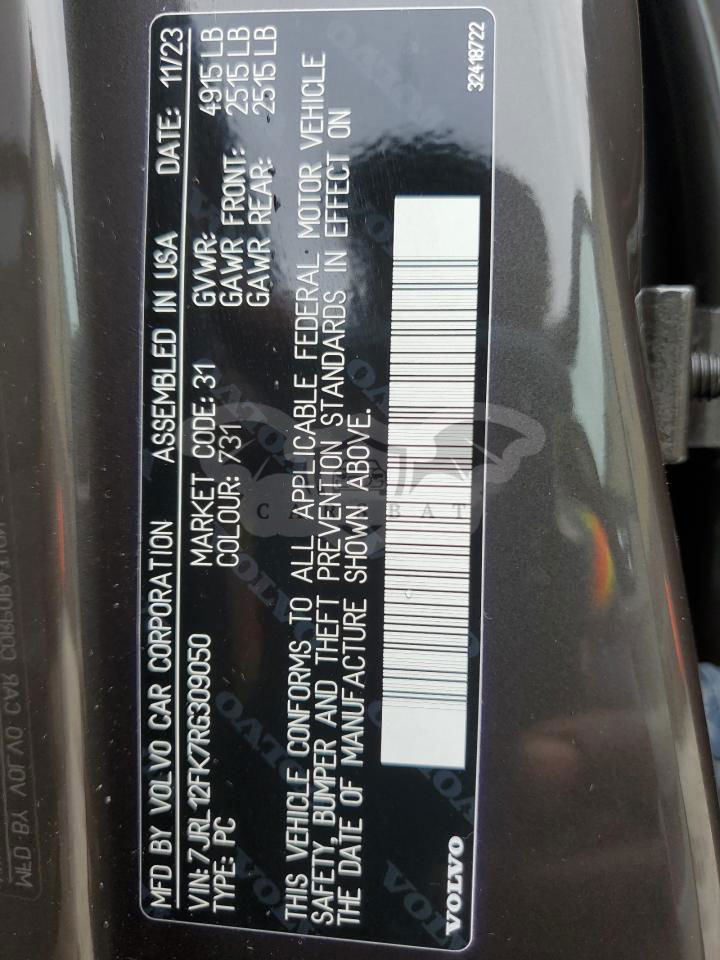 MFD BY VOLVO CAR CORPORATION ASSEMBLED IN USA DATE: 11/23
VIN: 7JRL12FK7RG309050 MARKET CODE: 31 GVWR: 4915 LB
TYPE: PC COLOUR: 731 GAWR FRONT: 2515 LB
GAWR REAR: 2515 LB
THIS VEHICLE CONFORMS TO ALL APPLICABLE FEDERAL MOTOR VEHICLE
SAFETY, BUMPER AND THEFT PREVENTION STANDARDS IN EFFECT ON
THE DATE OF MANUFACTURE SHOWN ABOVE.
VOLVO 32418722
CAR BAT